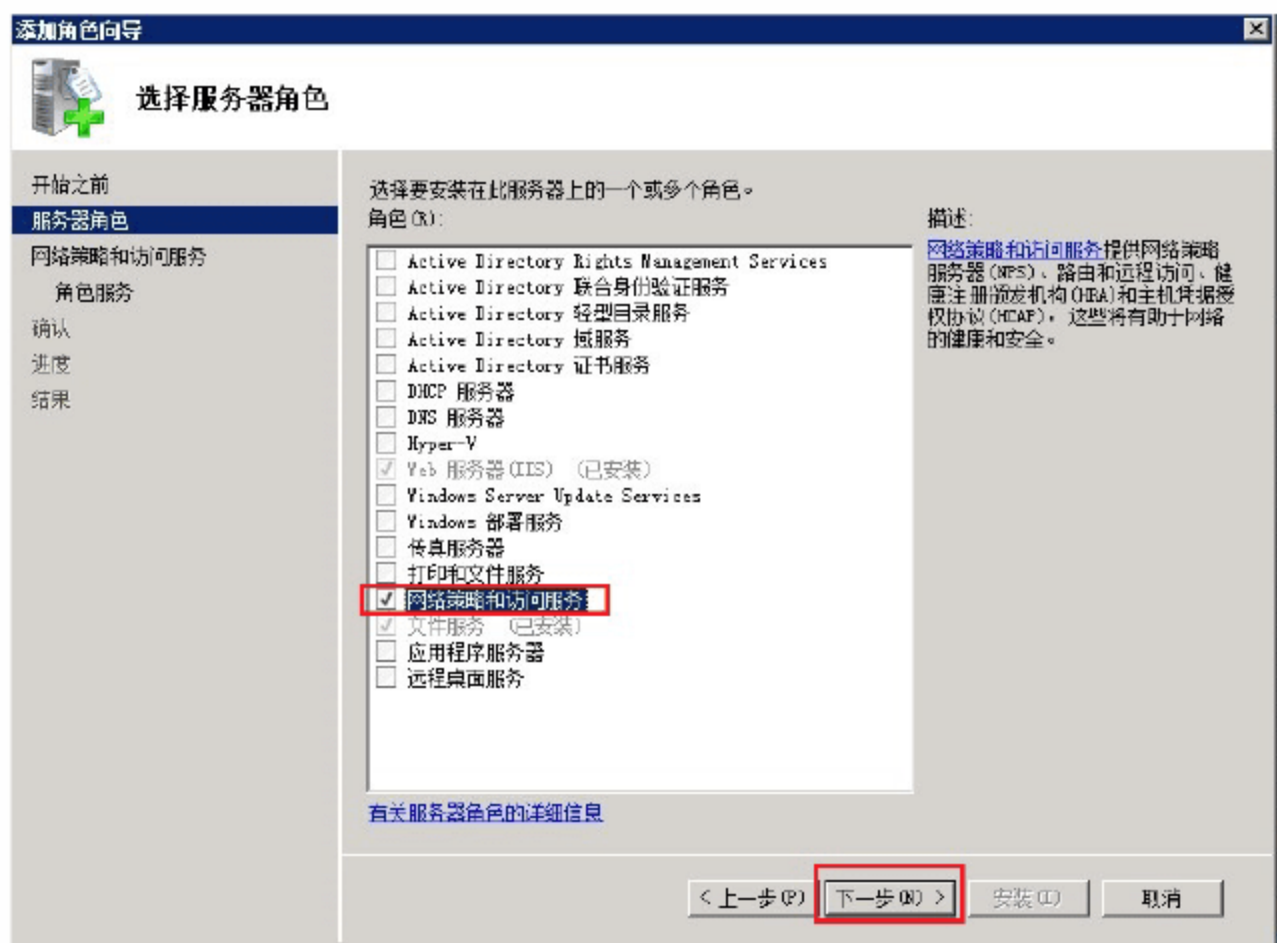 添加角色向导
选择服务器角色
开始之前
服务器角色
网络策略和访问服务
角色服务
确认
进度
结果
选择要安装在此服务器上的一个或多个角色。
角色(R):
Active Directory Rights Management Services
Active Directory 联合身份验证服务
Active Directory 轻型目录服务
Active Directory 域服务
Active Directory 证书服务
DHCP 服务器
DNS 服务器
Hyper-V
Web 服务器(IIS) (已安装)
Windows Server Update Services
Windows 部署服务
传真服务器
打印和文件服务
网络策略和访问服务
文件服务 (已安装)
应用程序服务器
远程桌面服务
有关服务器角色的详细信息
描述:
网络策略和访问服务提供网络策略
服务器(NPS)、路由和远程访问、健
康注册颁发机构(HRA)和主机凭据授
权协议(HCAP)，这些将有助于网络
的健康和安全。
< 上一步(P)
下一步(N) >
安装(I)
取消